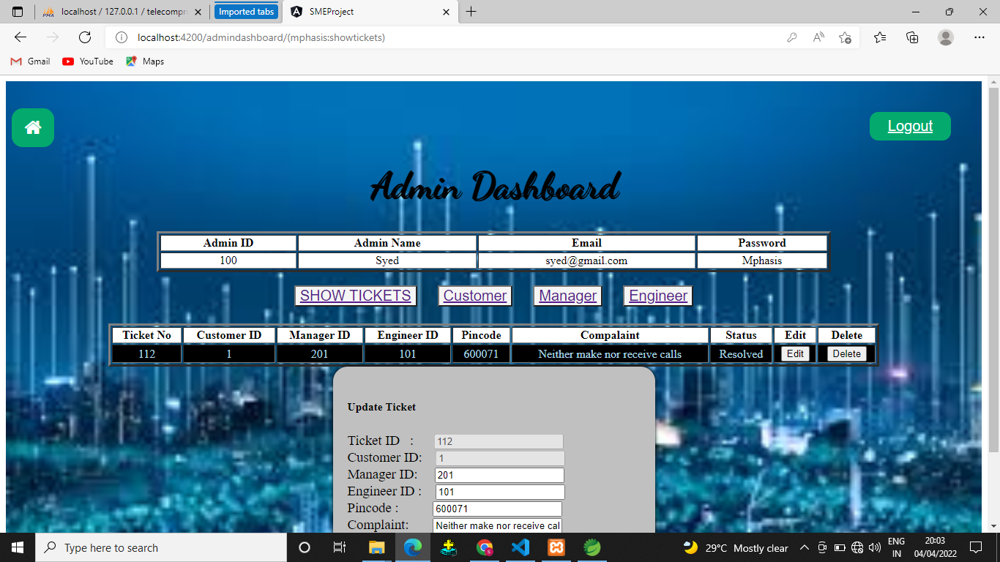 localhost / 127.0.0.1 / telecompro
Imported tabs
SMEProject
localhost:4200/admindashboard/(mphasis:showtickets)
Gmail YouTube Maps
Logout
Admin Dashboard
Admin ID Admin Name Email Password
100 Syed syed@gmail.com Mphasis
SHOW TICKETS Customer Manager Engineer
Ticket No Customer ID Manager ID Engineer ID Pincode Compalaint Status Edit Delete
112 1 201 101 600071 Neither make nor receive calls Resolved Edit Delete
Update Ticket
Ticket ID : 112
Customer ID: 1
Manager ID: 201
Engineer ID : 101
Pincode : 600071
Complaint: Neither make nor receive cal
Type here to search
29°C Mostly clear
ENG
IN
20:03
04/04/2022